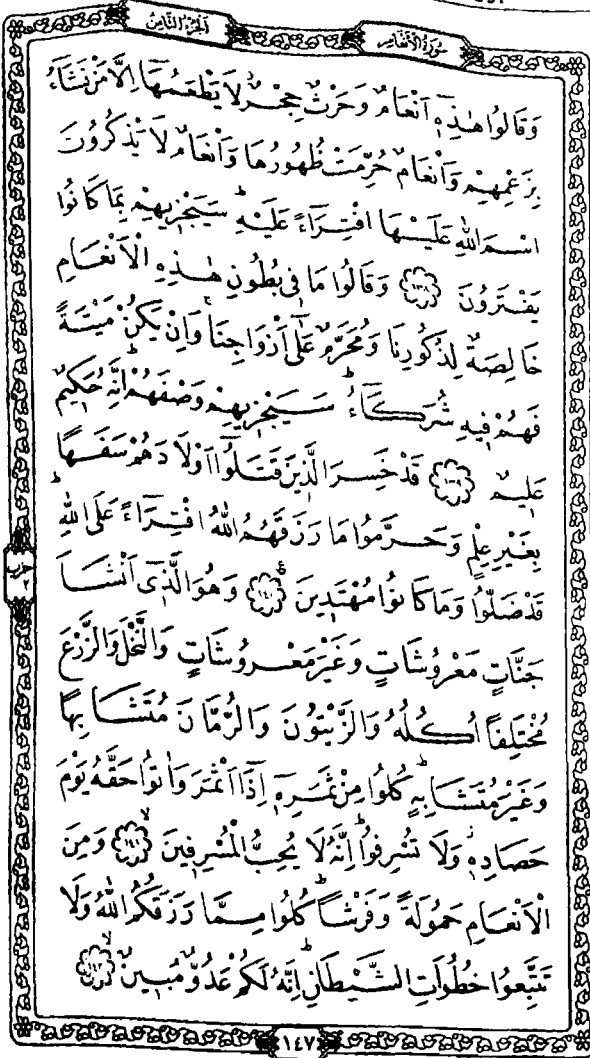 الجزء الثامن
سورة الأنعام
وَقَالُوا هٰذِهِٓ اَنْعَامٌ وَحَرْثٌ حِجْرٌ لَا يَطْعَمُهَٓا اِلَّا مَنْ نَشَٓاءُ
بِزَعْمِهِمْ وَاَنْعَامٌ حُرِّمَتْ ظُهُورُهَا وَاَنْعَامٌ لَا يَذْكُرُونَ
اسْمَ اللّٰهِ عَلَيْهَا افْتِرَٓاءً عَلَيْهِ ۜ سَيَجْزِيهِمْ بِمَا كَانُوا
يَفْتَرُونَ ﴿١٣٨﴾ وَقَالُوا مَا فِي بُطُونِ هٰذِهِ الْاَنْعَامِ
خَالِصَةٌ لِذُكُورِنَا وَمُحَرَّمٌ عَلٰٓى اَزْوَاجِنَا وَاِنْ يَكُنْ مَيْتَةً
فَهُمْ فِيهِ شُرَكَٓاءُ ۜ سَيَجْزِيهِمْ وَصْفَهُمْ اِنَّهُ حَكِيمٌ
عَلِيمٌ ﴿١٣٩﴾ قَدْ خَسِرَ الَّذِينَ قَتَلُٓوا اَوْلَادَهُمْ سَفَهًا
بِغَيْرِ عِلْمٍ وَحَرَّمُوا مَا رَزَقَهُمُ اللّٰهُ افْتِرَٓاءً عَلَى اللّٰهِ
قَدْ ضَلُّوا وَمَا كَانُوا مُهْتَدِينَ ﴿١٤٠﴾ وَهُوَ الَّذِٓي اَنْشَاَ
جَنَّاتٍ مَعْرُوشَاتٍ وَغَيْرَ مَعْرُوشَاتٍ وَالنَّخْلَ وَالزَّرْعَ
مُخْتَلِفًا اُكُلُهُ وَالزَّيْتُونَ وَالرُّمَّانَ مُتَشَابِهًا
وَغَيْرَ مُتَشَابِهٍ ۜ كُلُوا مِنْ ثَمَرِهِٓ اِذَٓا اَثْمَرَ وَاٰتُوا حَقَّهُ يَوْمَ
حَصَادِهِ وَلَا تُسْرِفُوا اِنَّهُ لَا يُحِبُّ الْمُسْرِفِينَ ﴿١٤١﴾ وَمِنَ
الْاَنْعَامِ حَمُولَةً وَفَرْشًا ۜ كُلُوا مِمَّا رَزَقَكُمُ اللّٰهُ وَلَا
تَتَّبِعُوا خُطُوَاتِ الشَّيْطَانِ ۜ اِنَّهُ لَكُمْ عَدُوٌّ مُبِينٌ ﴿١٤٢﴾
١٤٧